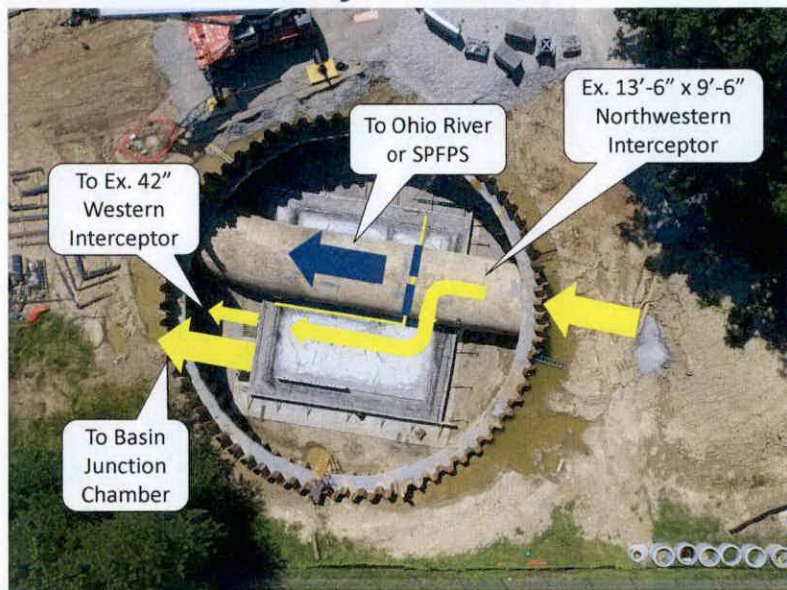 To Ohio River
or SPFPS
Ex. 13’-6” x 9’-6”
Northwestern
Interceptor
To Ex. 42”
Western
Interceptor
To Basin
Junction
Chamber